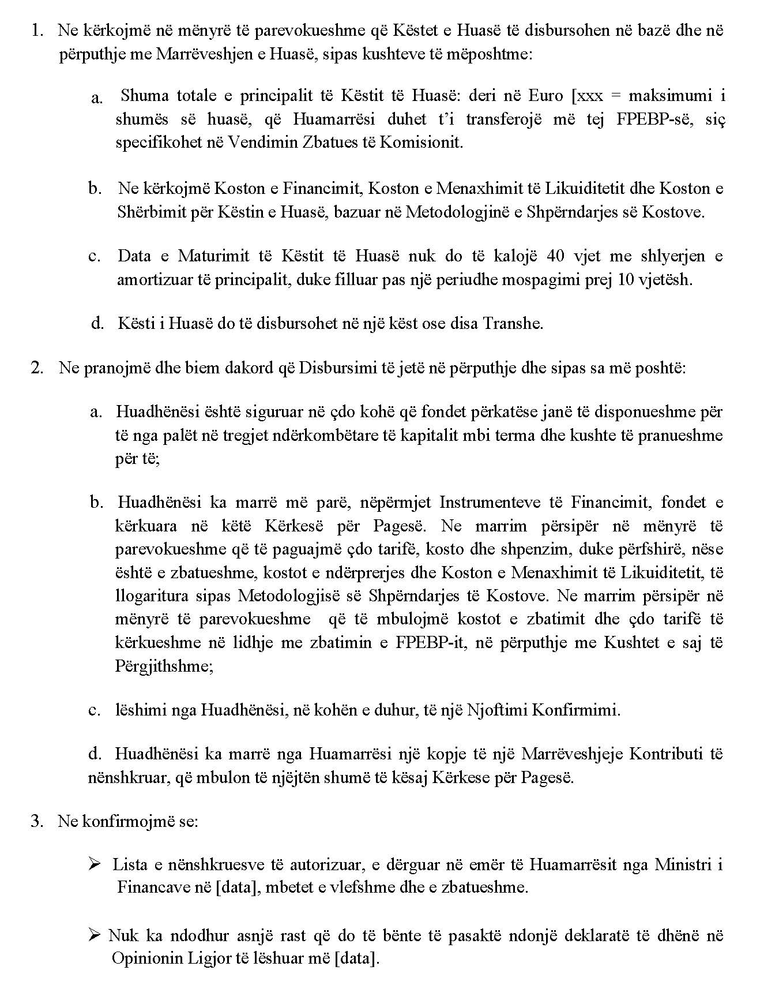 1. Ne kërkojmë në mënyrë të parevokueshme që Këstet e Huasë të disbursohen në bazë dhe në
përputhje me Marrëveshjen e Huasë, sipas kushteve të mëposhtme:
a. Shuma totale e principalit të Këstit të Huasë: deri në Euro [xxx = maksimumi i
shumës së huasë, që Huamarrësi duhet t’i transferojë më tej FPEBP-së, siç
specifikohet në Vendimin Zbatues të Komisionit.
b. Ne kërkojmë Koston e Financimit, Koston e Menaxhimit të Likuiditetit dhe Koston e
Shërbimit për Këstin e Huasë, bazuar në Metodologjinë e Shpërndarjes së Kostove.
c. Data e Maturimit të Këstit të Huasë nuk do të kalojë 40 vjet me shlyerjen e
amortizuar të principalit, duke filluar pas një periudhe mospagimi prej 10 vjetësh.
d. Kësti i Huasë do të disbursohet në një këst ose disa Transhe.
2. Ne pranojmë dhe biem dakord që Disbursimi të jetë në përputhje dhe sipas sa më poshtë:
a. Huadhënësi është siguruar në çdo kohë që fondet përkatëse janë të disponueshme për
të nga palët në tregjet ndërkombëtare të kapitalit mbi terma dhe kushte të pranueshme
për të;
b. Huadhënësi ka marrë më parë, nëpërmjet Instrumenteve të Financimit, fondet e
kërkuara në këtë Kërkesë për Pagesë. Ne marrim përsipër në mënyrë të
parevokueshme që të paguajmë çdo tarifë, kosto dhe shpenzim, duke përfshirë, nëse
është e zbatueshme, kostot e ndërprerjes dhe Koston e Menaxhimit të Likuiditetit, të
llogaritura sipas Metodologjisë së Shpërndarjes të Kostove. Ne marrim përsipër në
mënyrë të parevokueshme që të mbulojmë kostot e zbatimit dhe çdo tarifë të
kërkueshme në lidhje me zbatimin e FPEBP-it, në përputhje me Kushtet e saj të
Përgjithshme;
c. lëshimi nga Huadhënësi, në kohën e duhur, të një Njoftimi Konfirmimi.
d. Huadhënësi ka marrë nga Huamarrësi një kopje të një Marrëveshjeje Kontributi të
nënshkruar, që mbulon të njëjtën shumë të kësaj Kërkese për Pagesë.
3. Ne konfirmojmë se:
➢ Lista e nënshkruesve të autorizuar, e dërguar në emër të Huamarrësit nga Ministri i
Financave në [data], mbetet e vlefshme dhe e zbatueshme.
➢ Nuk ka ndodhur asnjë rast që do të bënte të pasaktë ndonjë deklaratë të dhënë në
Opinionin Ligjor të lëshuar më [data].